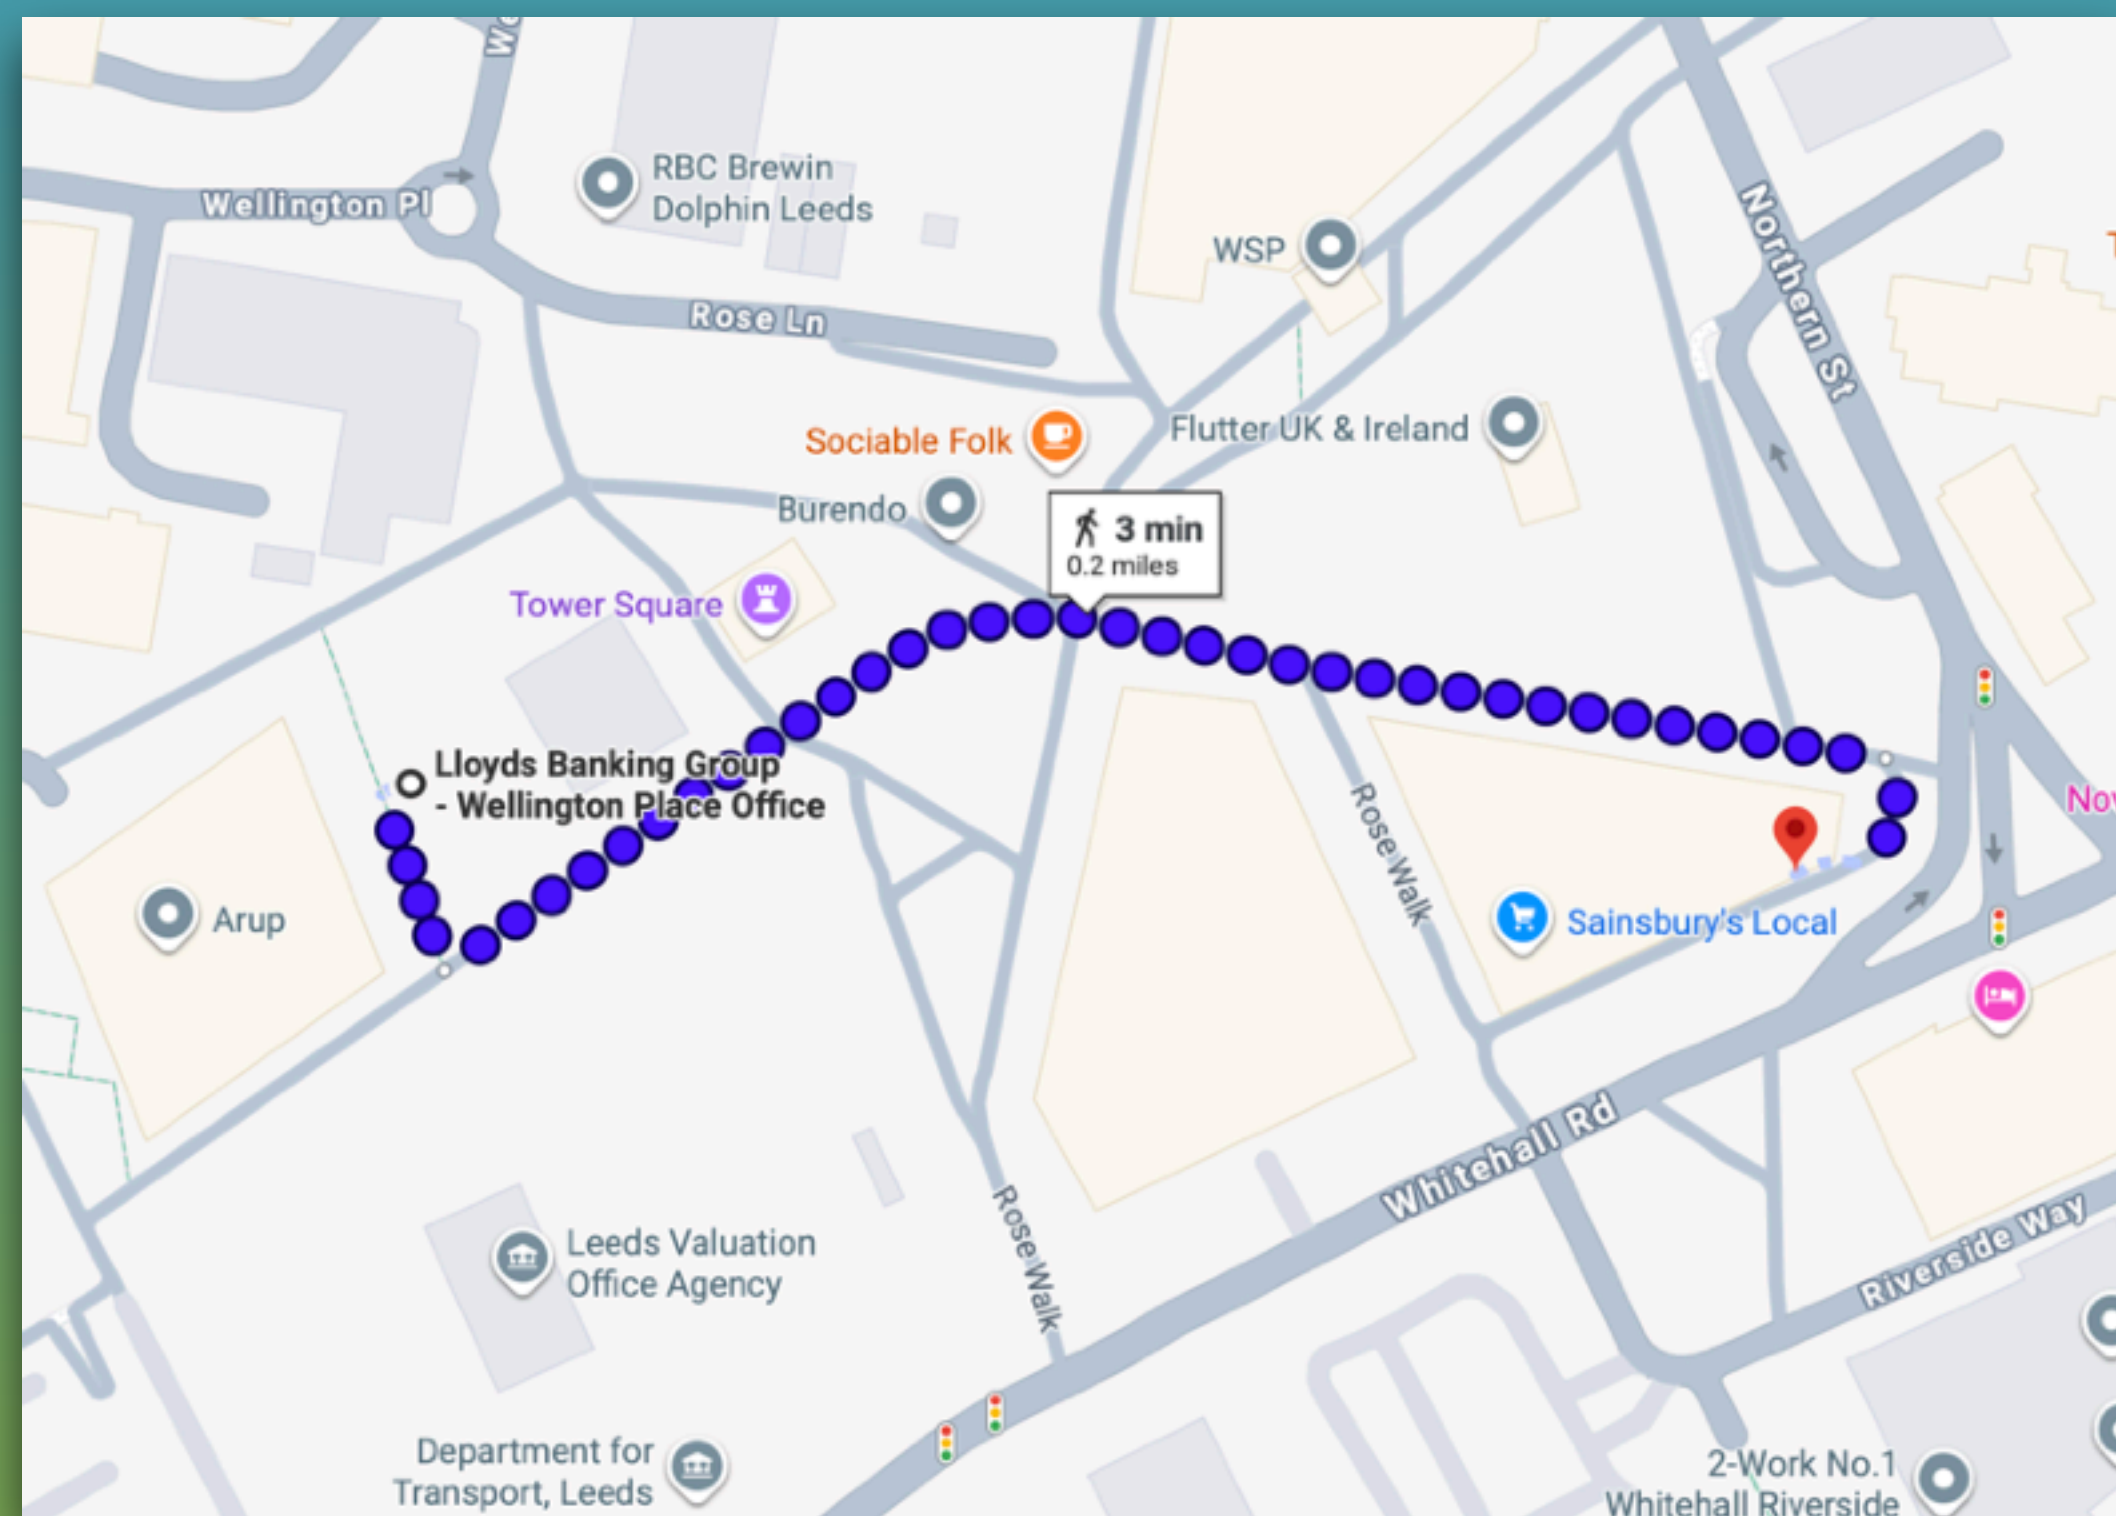 We
RBC Brewin
Dolphin Leeds
Wellington Pl
WSP
Northern St
Rose Ln
Sociable Folk
Flutter UK & Ireland
Burendo
3 min
0.2 miles
Tower Square
Lloyds Banking Group
- Wellington Place Office
Nov
Rose Walk
Arup
Sainsbury's Local
Whitehall Rd
Rose Walk
Riverside Way
Leeds Valuation
Office Agency
Department for
Transport, Leeds
2-Work No.1
Whitehall Riverside